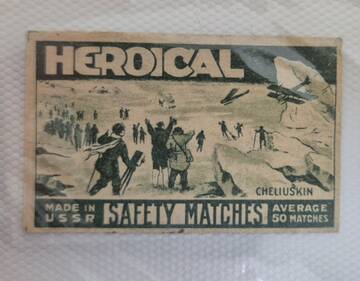 HEROICAL
CHELIUSKIN
MADE IN
USSR
SAFETY MATCHES
AVERAGE
50 MATCHES